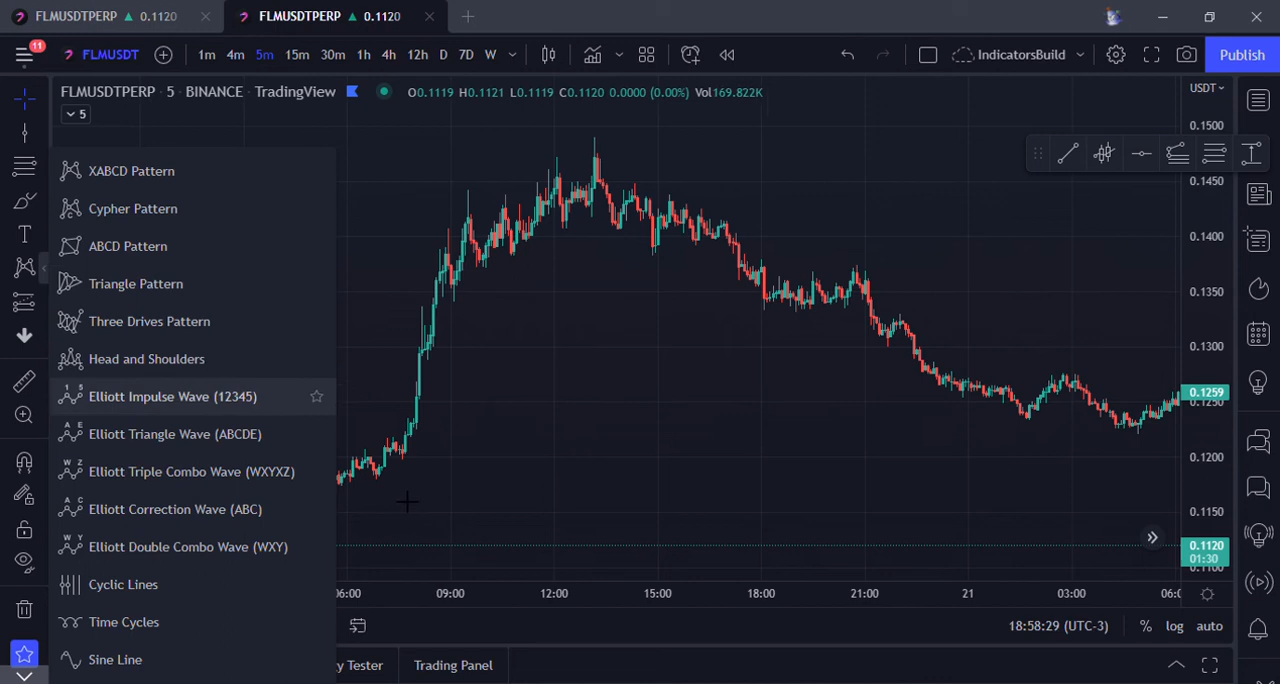 FLMUSDTPERP ▲ 0.1120
FLMUSDTPERP ▲ 0.1120
11
FLMUSDT 1m 4m 5m 15m 30m 1h 4h 12h D 7D W IndicatorsBuild Publish
FLMUSDTPERP · 5 · BINANCE · TradingView O0.1119 H0.1121 L0.1119 C0.1120 0.0000 (0.00%) Vol169.822K USDT
5
XABCD Pattern
Cypher Pattern
ABCD Pattern
Triangle Pattern
Three Drives Pattern
Head and Shoulders
Elliott Impulse Wave (12345)
Elliott Triangle Wave (ABCDE)
Elliott Triple Combo Wave (WXYXZ)
Elliott Correction Wave (ABC)
Elliott Double Combo Wave (WXY)
Cyclic Lines
Time Cycles
Sine Line
0.1500
0.1450
0.1400
0.1350
0.1300
0.1259
0.1250
0.1200
0.1150
0.1120
01:30
0.1100
06:00 09:00 12:00 15:00 18:00 21:00 21 03:00 06:0
18:58:29 (UTC-3) % log auto
y Tester Trading Panel